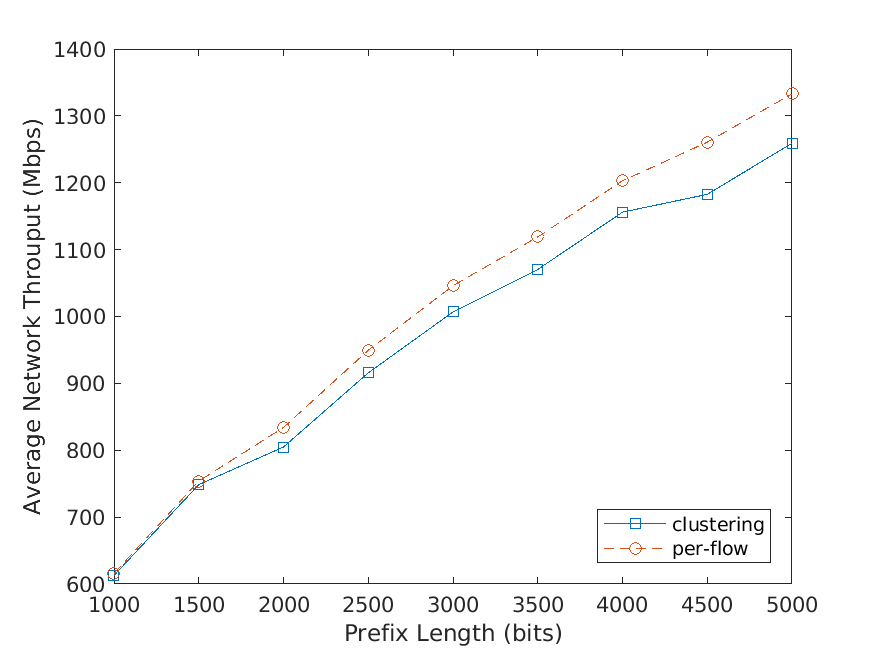 1400
1300
1200
1100
1000
900
800
700
600
Average Network Throuput (Mbps)
clustering
per-flow
1000 1500 2000 2500 3000 3500 4000 4500 5000
Prefix Length (bits)